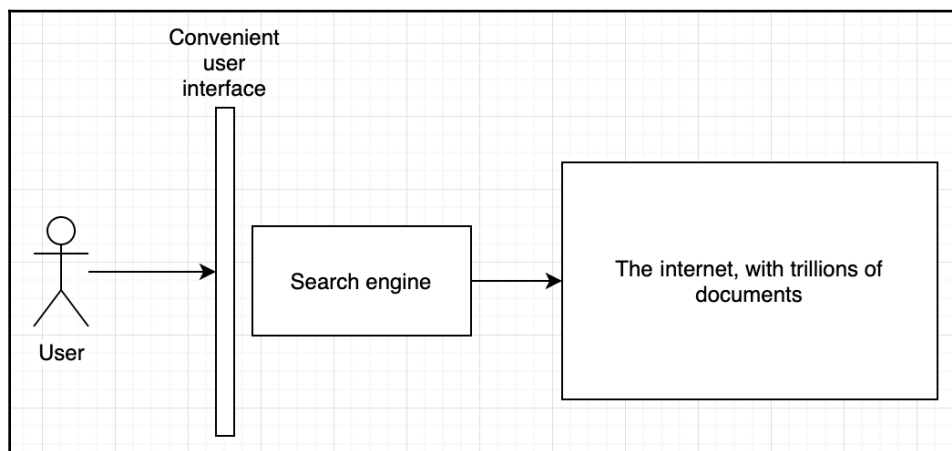 Convenient
user
interface
Search engine
The internet, with trillions of
documents
User